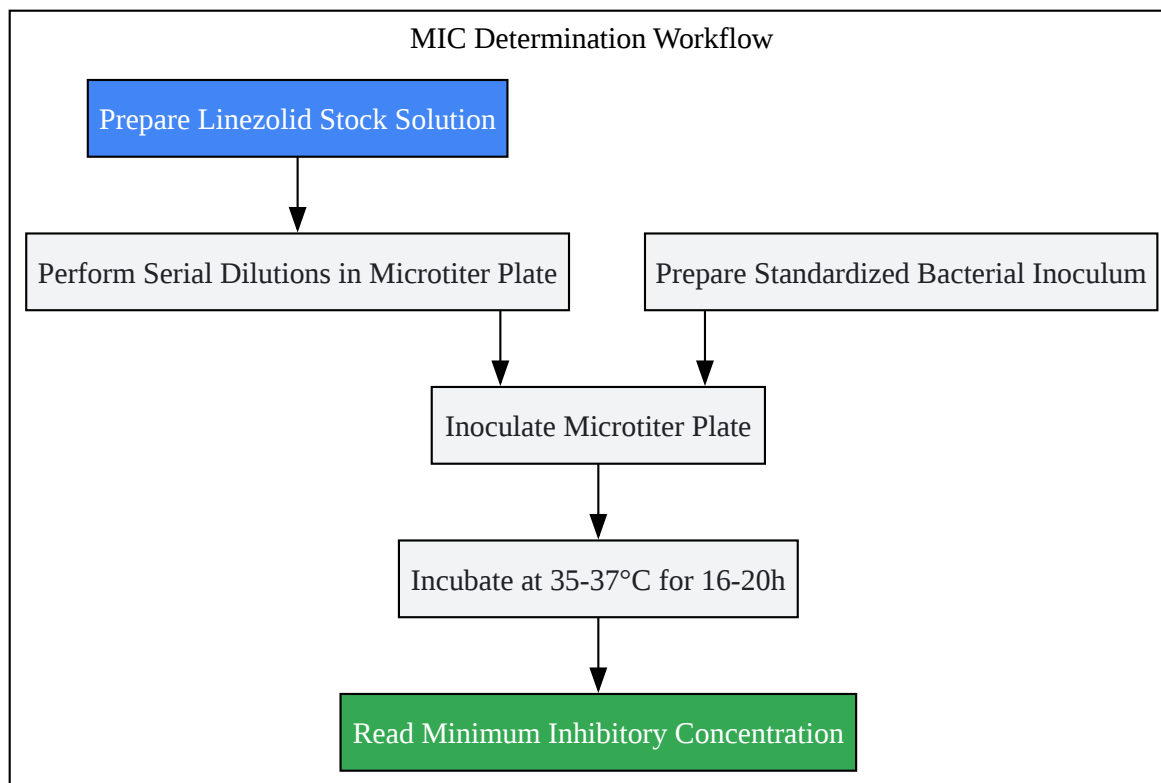 MIC Determination Workflow
Prepare Linezolid Stock Solution
Perform Serial Dilutions in Microtiter Plate
Prepare Standardized Bacterial Inoculum
Inoculate Microtiter Plate
Incubate at 35-37°C for 16-20h
Read Minimum Inhibitory Concentration